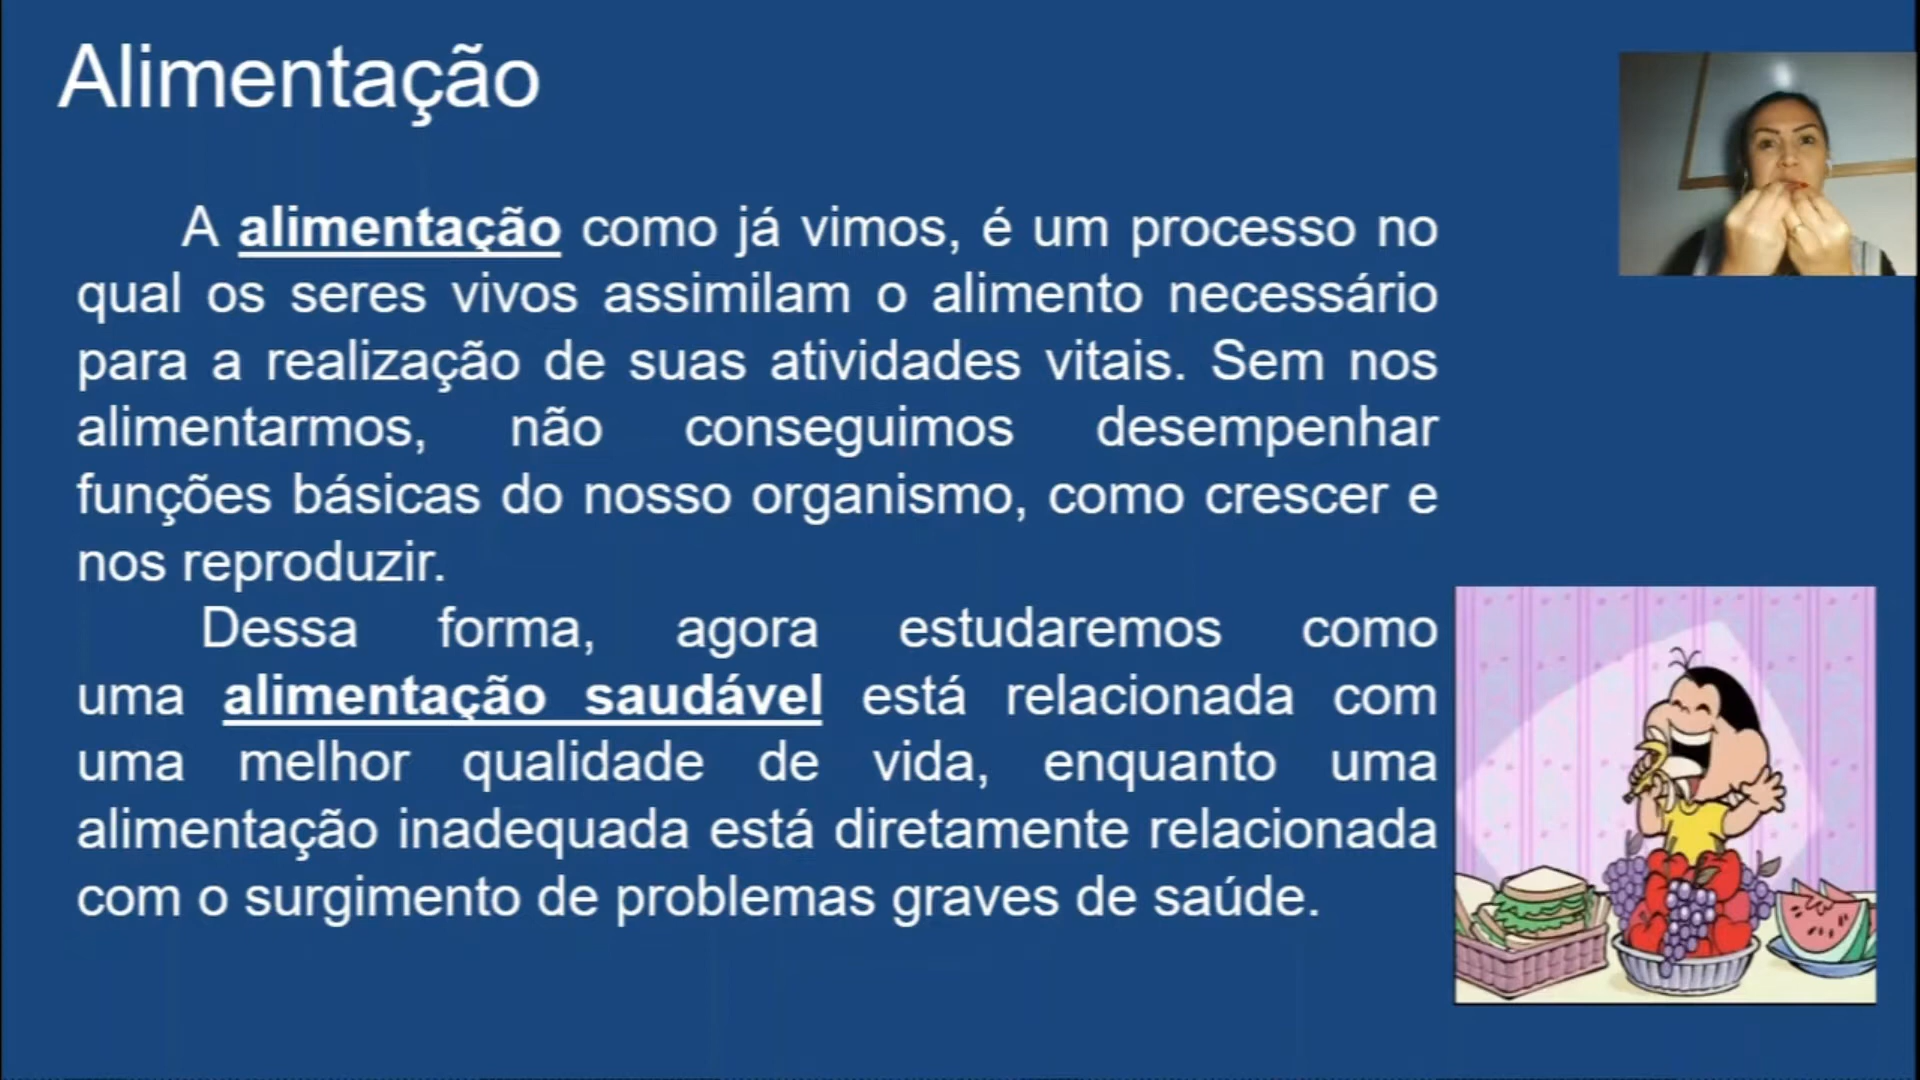 Alimentação
A alimentação como já vimos, é um processo no
qual os seres vivos assimilam o alimento necessário
para a realização de suas atividades vitais. Sem nos
alimentarmos, não conseguimos desempenhar
funções básicas do nosso organismo, como crescer e
nos reproduzir.
Dessa forma, agora estudaremos como
uma alimentação saudável está relacionada com
uma melhor qualidade de vida, enquanto uma
alimentação inadequada está diretamente relacionada
com o surgimento de problemas graves de saúde.